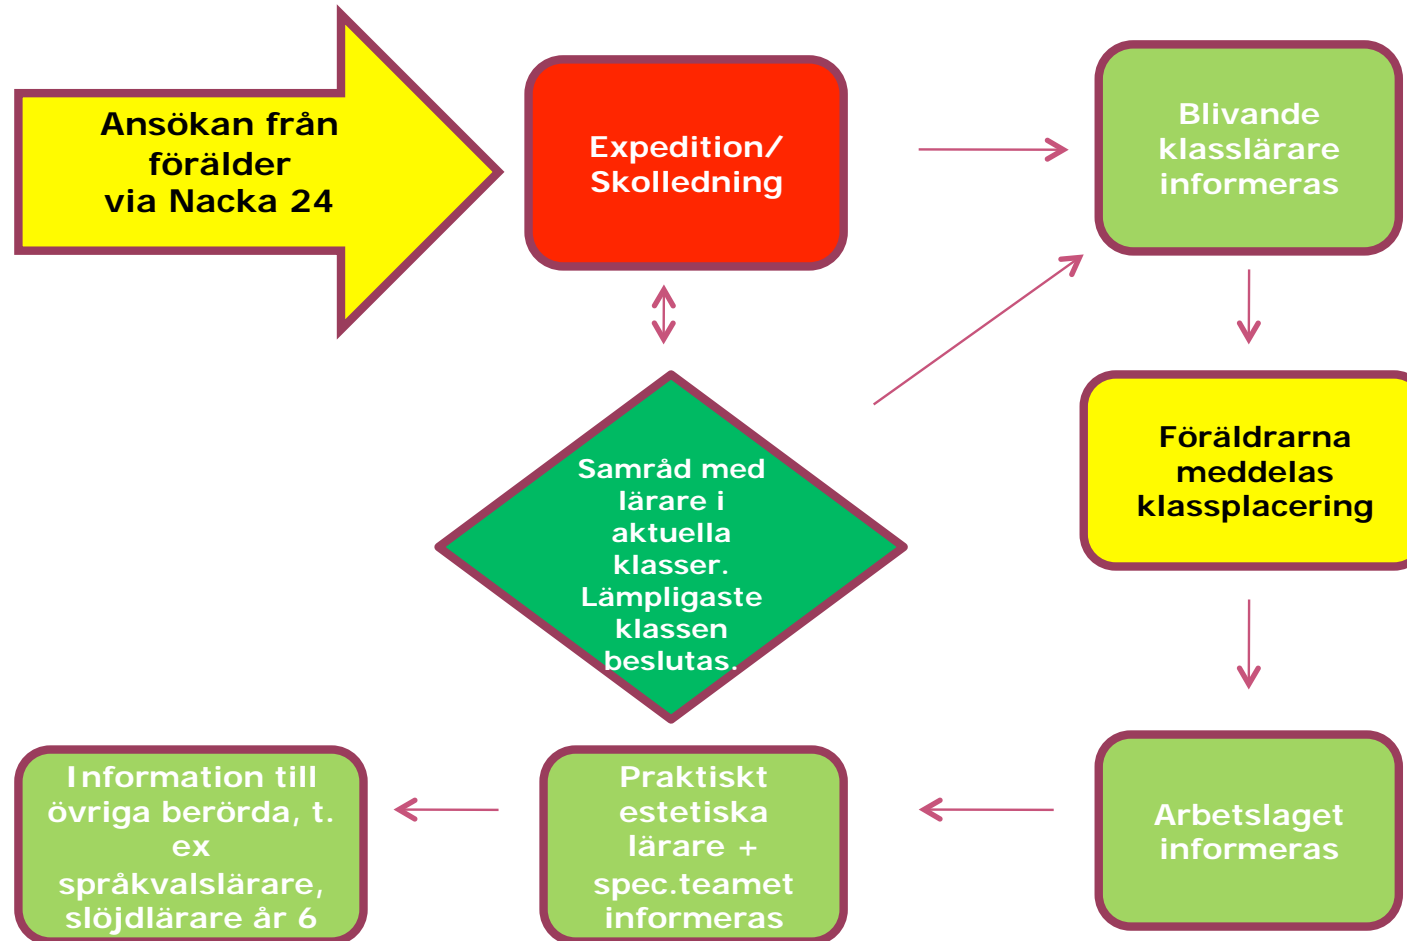 Ansökan från
förälder
via Nacka 24
Expedition/
Skolledning
Blivande
klasslärare
informeras
Samråd med
lärare i
aktuella
klasser.
Lämpligaste
klassen
beslutas.
Föräldrarna
meddelas
klassplacering
Arbetslaget
informeras
Praktiskt
estetiska
lärare +
spec.teamet
informeras
Information till
övriga berörda, t.
ex
språkvalslärare,
slöjdlärare år 6